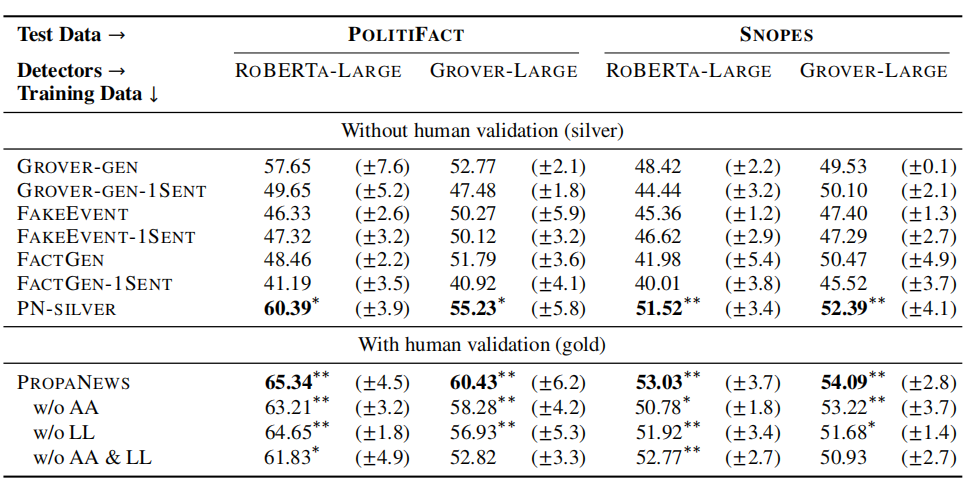 Test Data → POLITIFACT SNOPES
Detectors → ROBERTA-LARGE GROVER-LARGE ROBERTA-LARGE GROVER-LARGE
Training Data ↓
Without human validation (silver)
GROVER-GEN 57.65 (±7.6) 52.77 (±2.1) 48.42 (±2.2) 49.53 (±0.1)
GROVER-GEN-1SENT 49.65 (±5.2) 47.48 (±1.8) 44.44 (±3.2) 50.10 (±2.1)
FAKEEVENT 46.33 (±2.6) 50.27 (±5.9) 45.36 (±1.2) 47.40 (±1.3)
FAKEEVENT-1SENT 47.32 (±3.2) 50.12 (±3.2) 46.62 (±2.9) 47.29 (±2.7)
FACTGEN 48.46 (±2.2) 51.79 (±3.6) 41.98 (±5.4) 50.47 (±4.9)
FACTGEN-1SENT 41.19 (±3.5) 40.92 (±4.1) 40.01 (±3.8) 45.52 (±3.7)
PN-SILVER 60.39* (±3.9) 55.23* (±5.8) 51.52** (±3.4) 52.39** (±4.1)
With human validation (gold)
PROPANEWS 65.34** (±4.5) 60.43** (±6.2) 53.03** (±3.7) 54.09** (±2.8)
w/o AA 63.21** (±3.2) 58.28** (±4.2) 50.78* (±1.8) 53.22** (±3.7)
w/o LL 64.65** (±1.8) 56.93** (±5.3) 51.92** (±3.4) 51.68* (±1.4)
w/o AA & LL 61.83* (±4.9) 52.82 (±3.3) 52.77** (±2.7) 50.93 (±2.7)